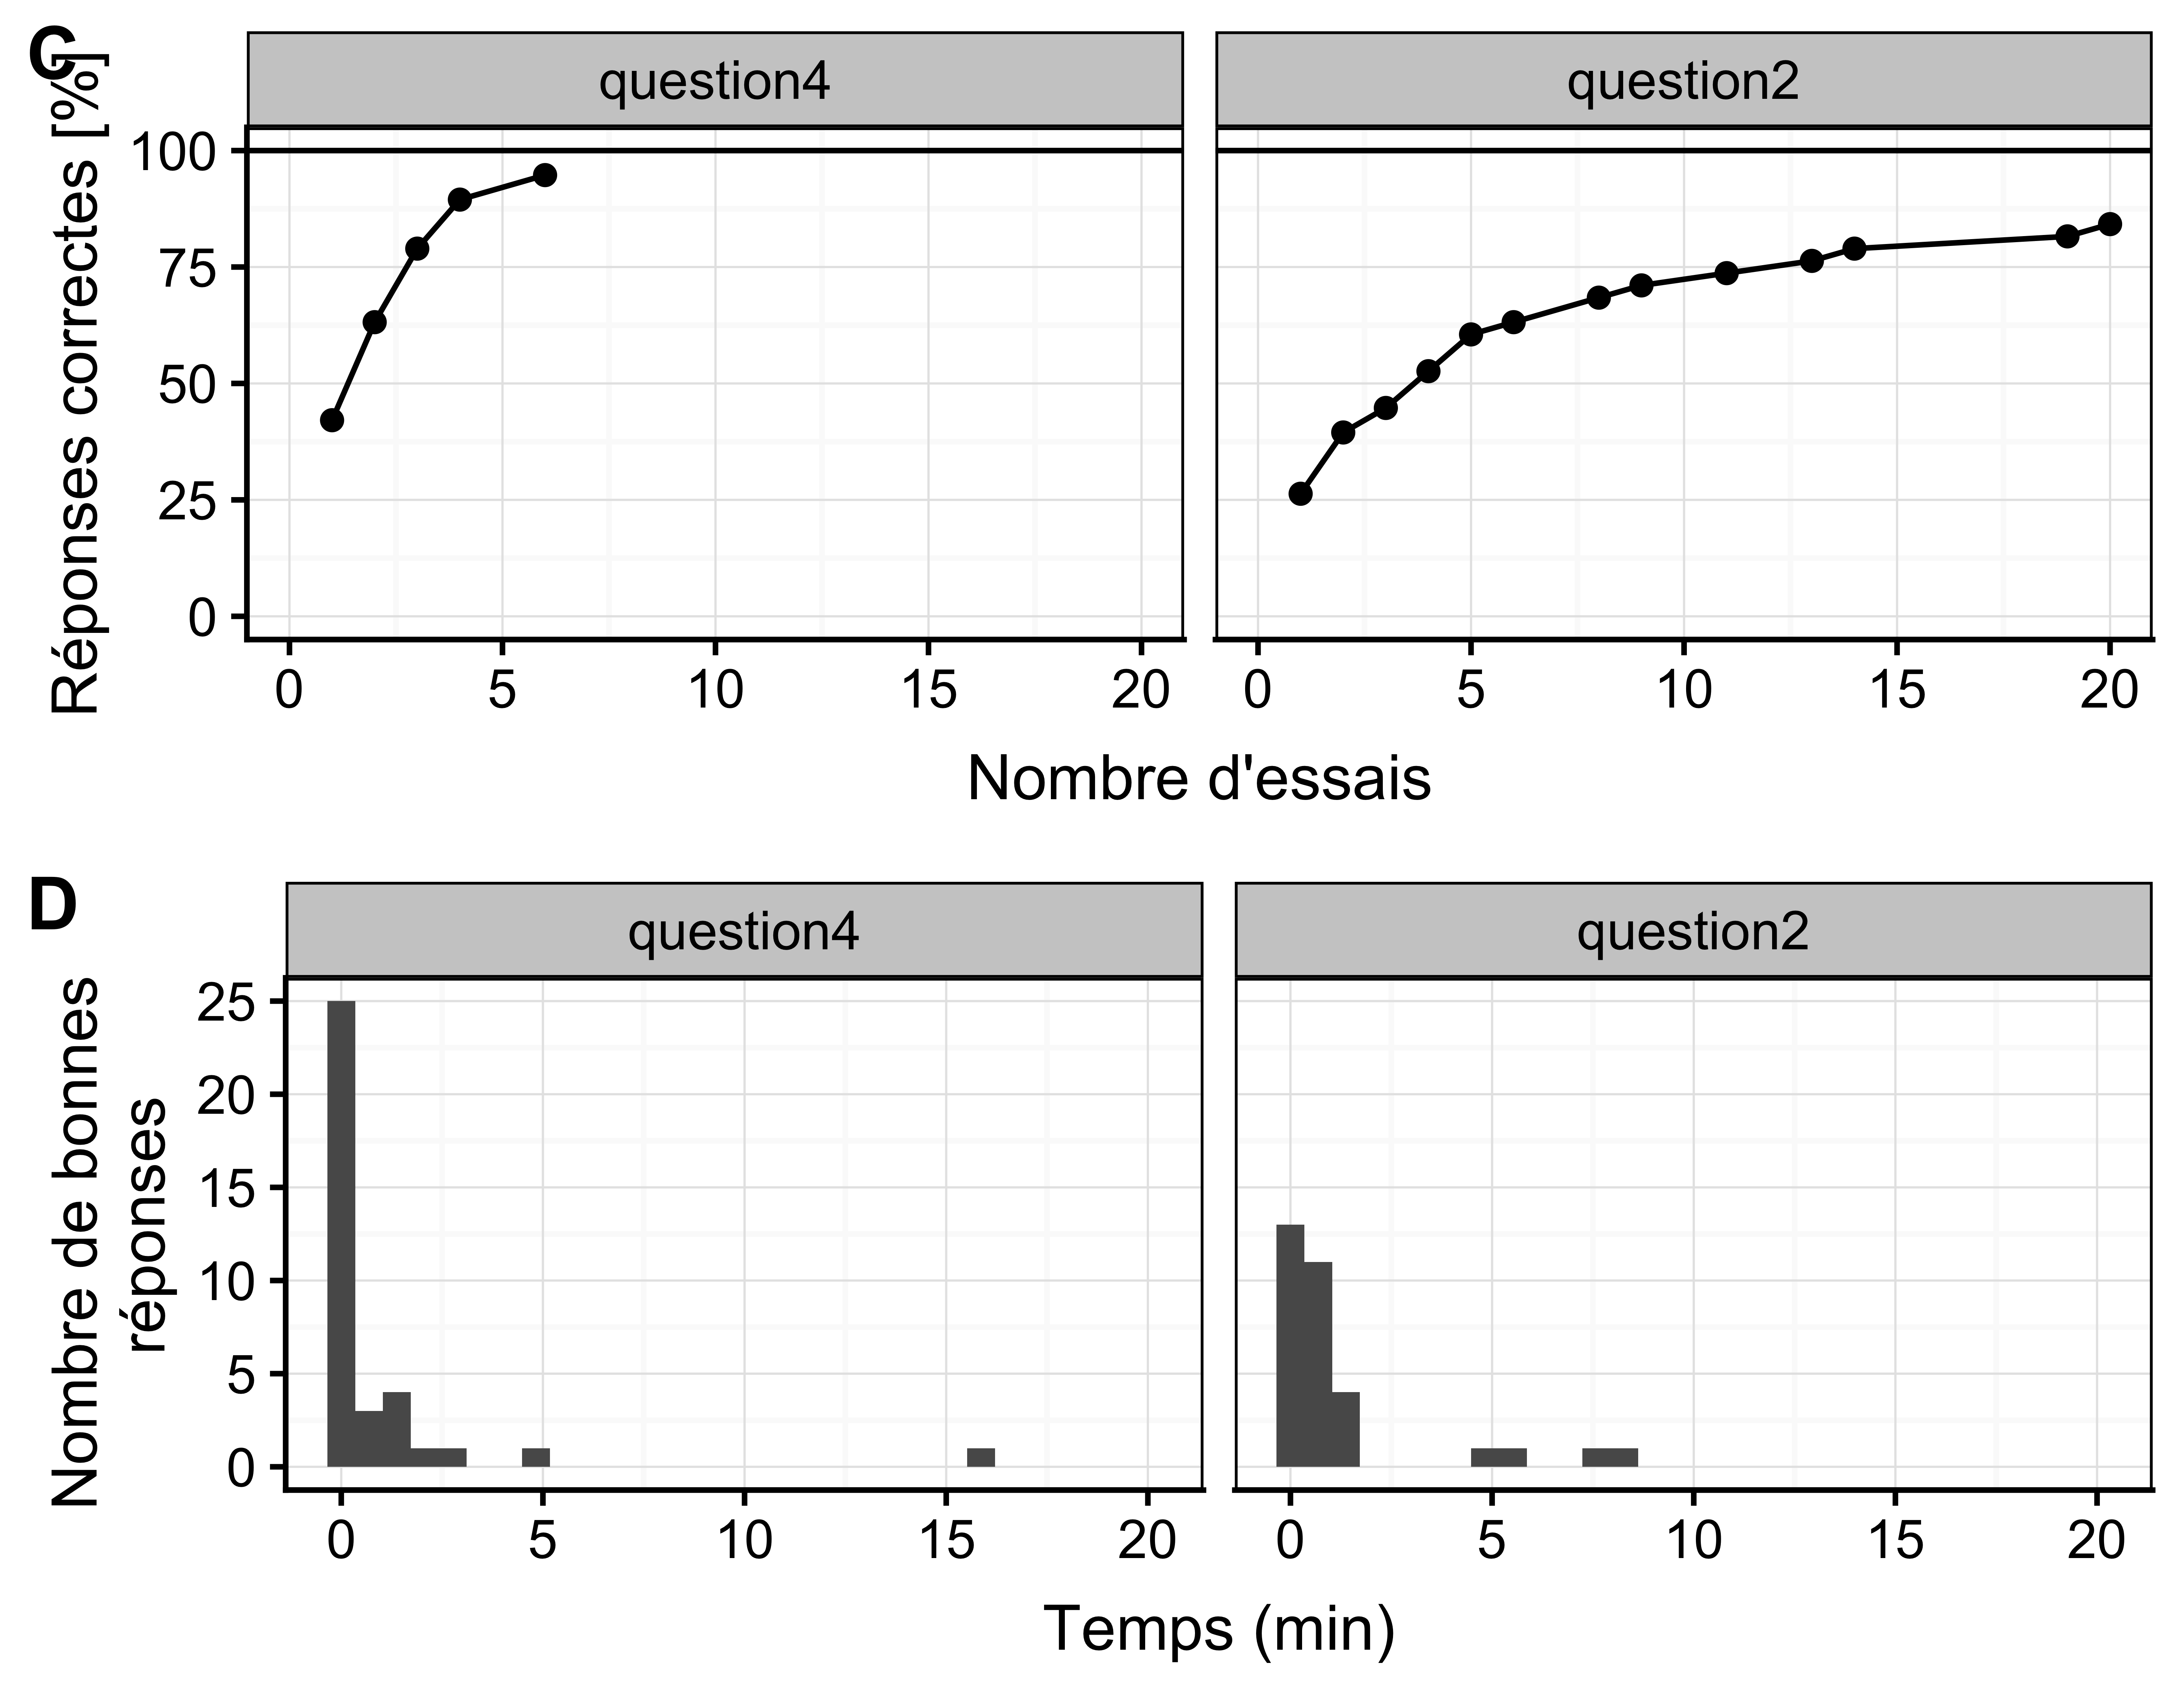 C
question4 question2
Réponses correctes [%]
100
75
50
25
0
0 5 10 15 20 0 5 10 15 20
Nombre d'essais
D
question4 question2
Nombre de bonnes
réponses
25
20
15
10
5
0
0 5 10 15 20 0 5 10 15 20
Temps (min)